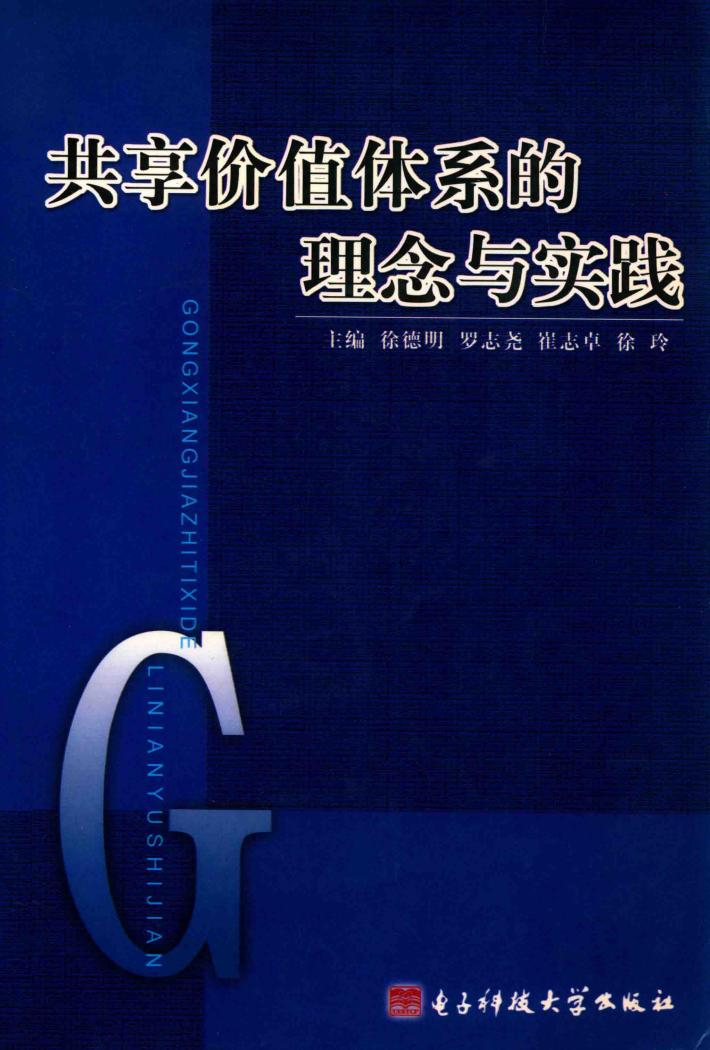 共享价值体系的
理念与实践
主编 徐德明 罗志尧 崔志卓 徐 玲
GONGXIANGJIAZHITIXIDE
LINIANYUSHIJIAN
G
电子科技大学出版社